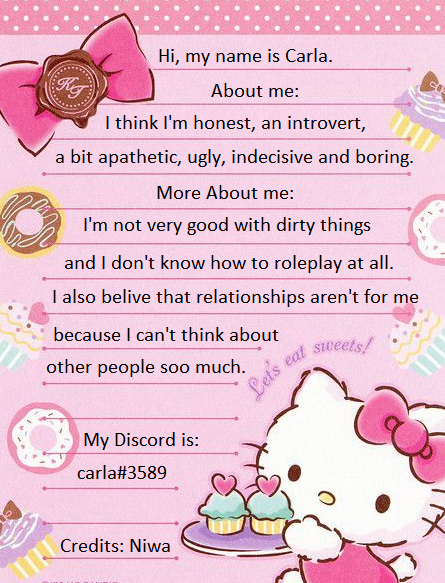 Hi, my name is Carla.
About me:
I think I'm honest, an introvert,
a bit apathetic, ugly, indecisive and boring.
More About me:
I'm not very good with dirty things
and I don't know how to roleplay at all.
I also belive that relationships aren't for me
because I can't think about
other people soo much.
Let's eat sweets!
My Discord is:
carla#3589
Credits: Niwa